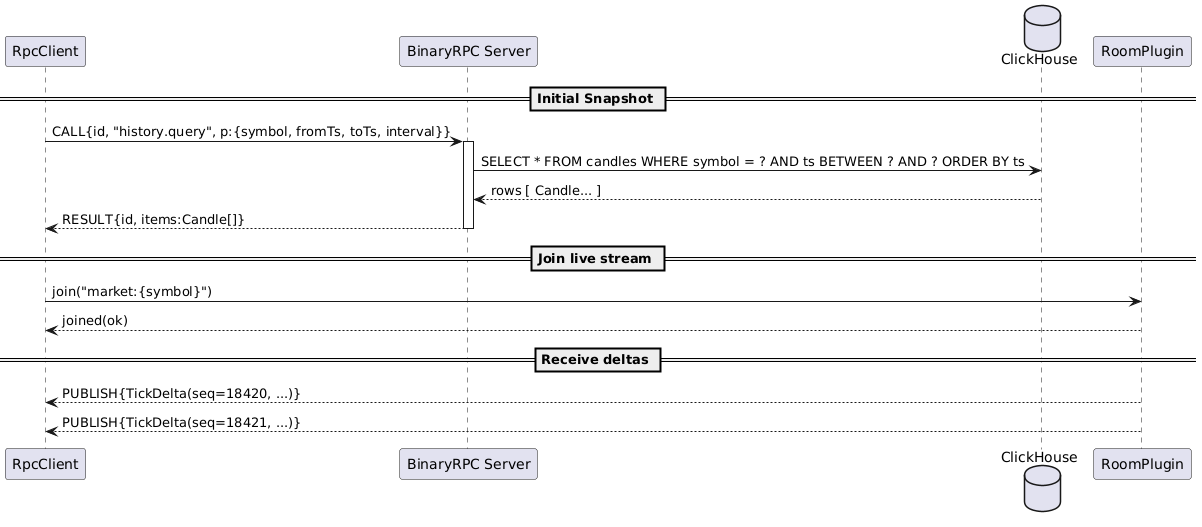 ClickHouse
RpcClient
BinaryRPC Server
RoomPlugin
Initial Snapshot
CALL{id, "history.query", p:{symbol, fromTs, toTs, interval}}
SELECT * FROM candles WHERE symbol = ? AND ts BETWEEN ? AND ? ORDER BY ts
rows [ Candle... ]
RESULT{id, items:Candle[]}
Join live stream
join("market:{symbol}")
joined(ok)
Receive deltas
PUBLISH{TickDelta(seq=18420, ...)}
PUBLISH{TickDelta(seq=18421, ...)}
RpcClient
BinaryRPC Server
ClickHouse
RoomPlugin